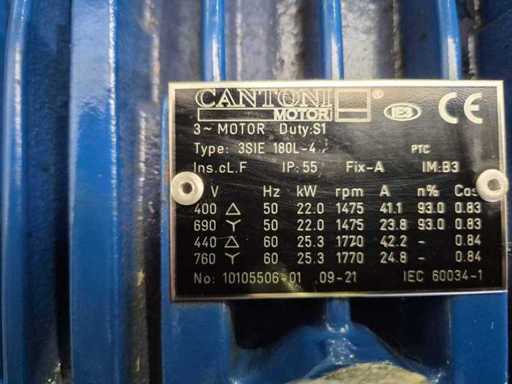 CANTONI ® IE3 CE
MOTOR
3~ MOTOR Duty:S1
Type: 3SIE 180L-4 PTC
Ins.cL.F IP:55 Fix-A IM:B3
V Hz kW rpm A η% Cos
400 △ 50 22.0 1475 41.1 93.0 0.83
690 Y 50 22.0 1475 23.8 93.0 0.83
440 △ 60 25.3 1770 42.2 - 0.84
760 Y 60 25.3 1770 24.8 - 0.84
No: 10105506-01 09-21 IEC 60034-1